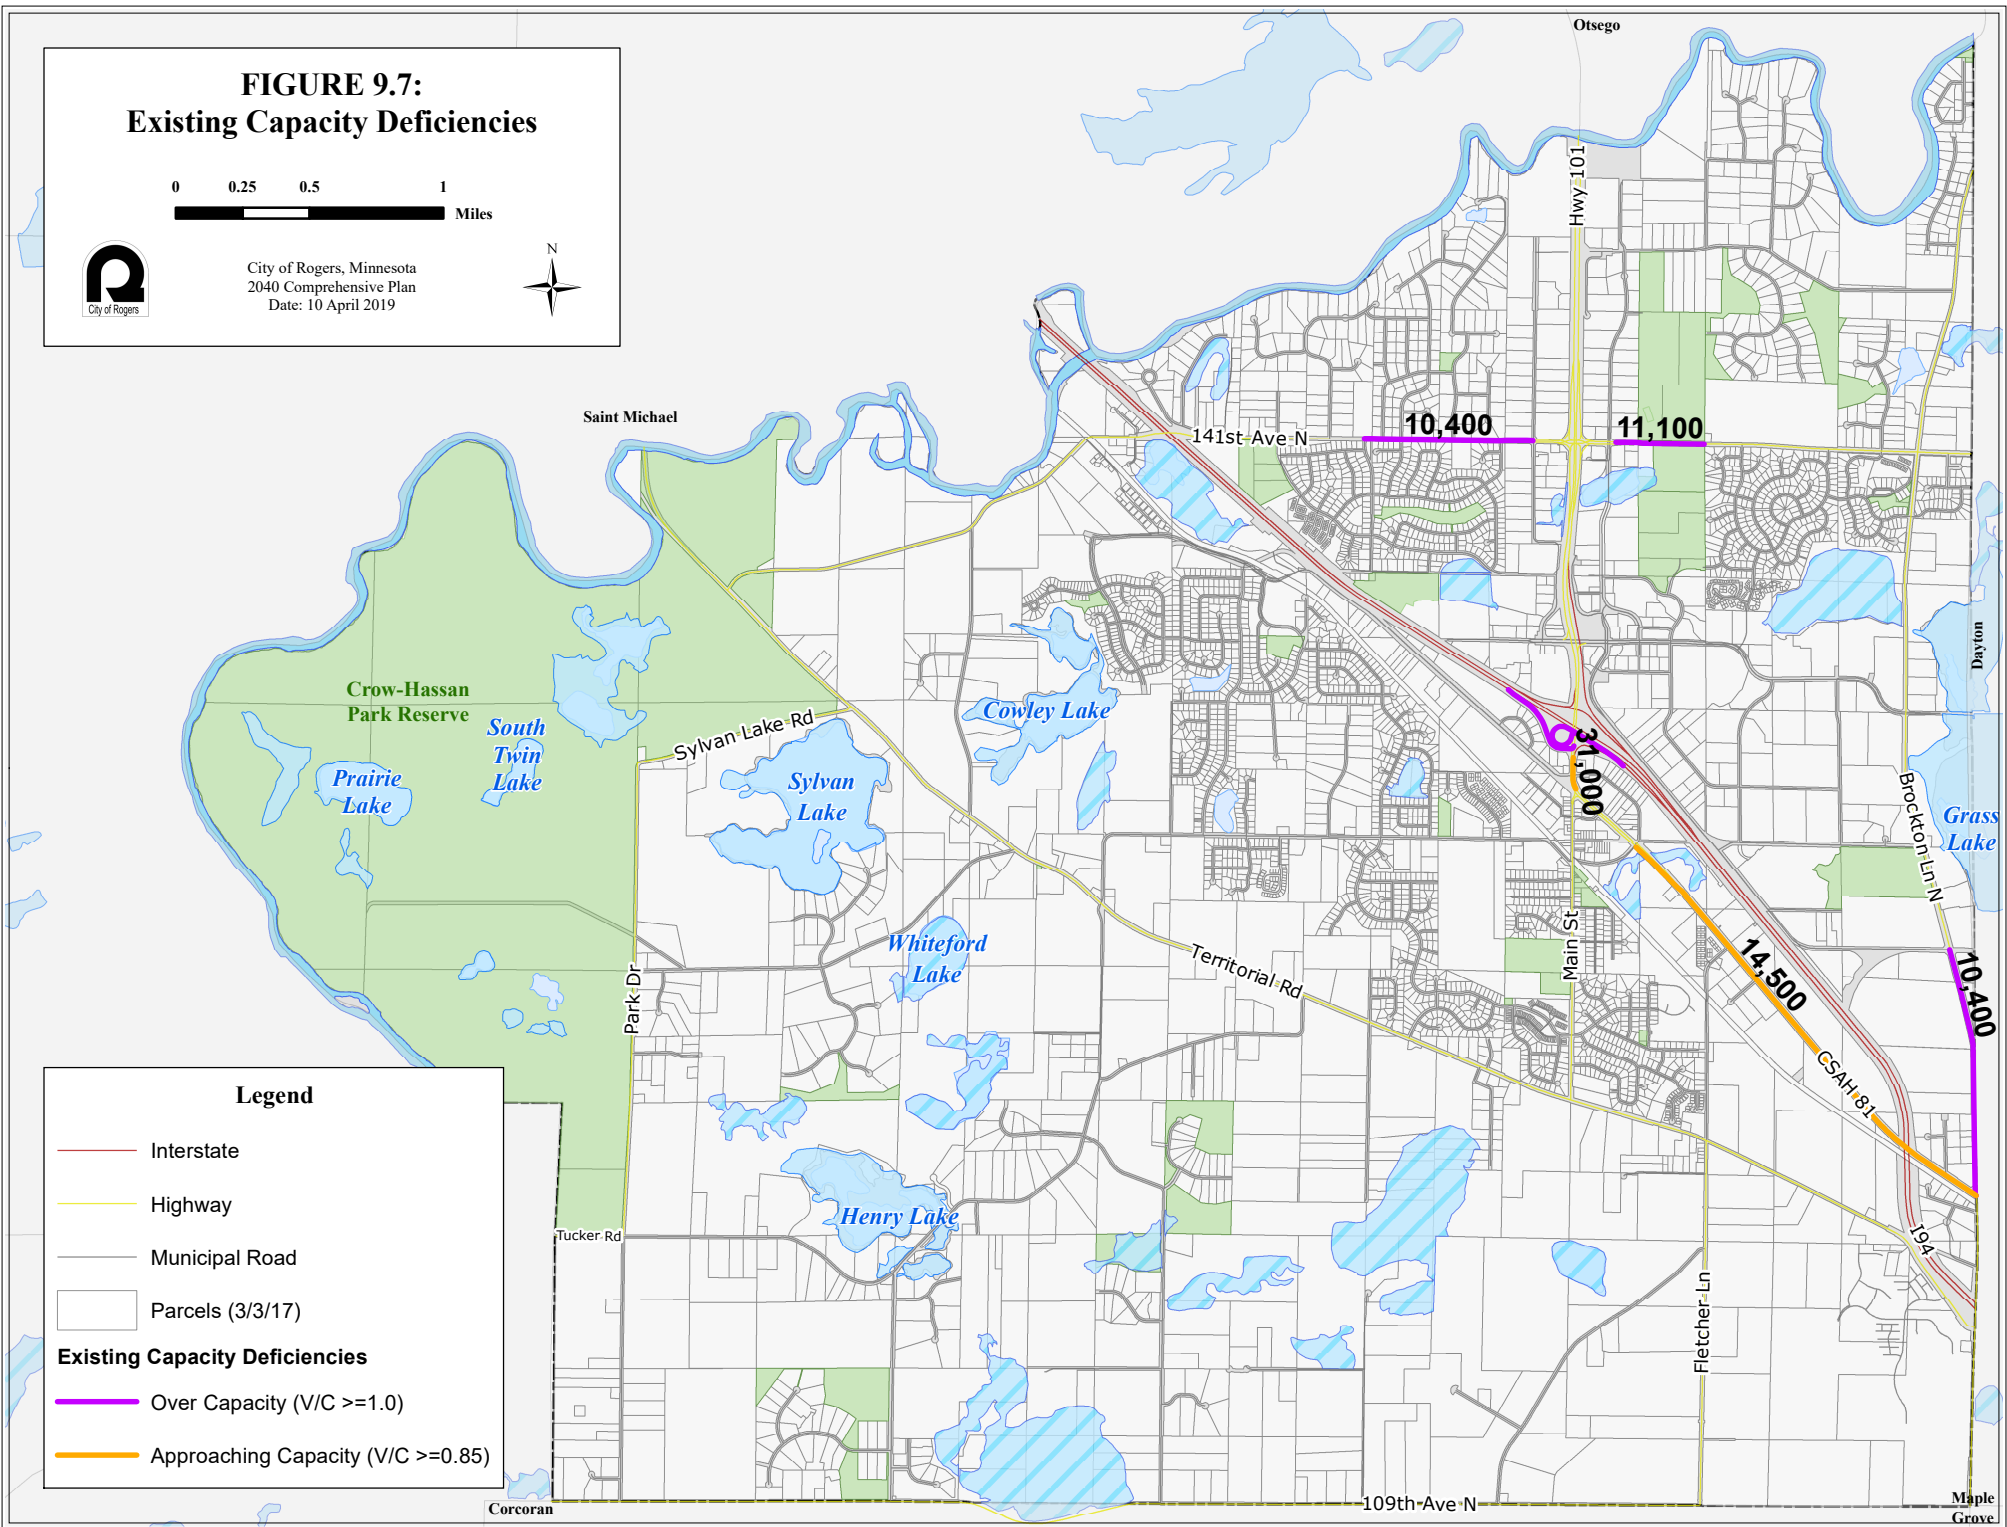 FIGURE 9.7:
Existing Capacity Deficiencies
0 0.25 0.5 1
Miles
City of Rogers
City of Rogers, Minnesota
2040 Comprehensive Plan
Date: 10 April 2019
N
Otsego
Hwy 101
Saint Michael
141st Ave N
10,400
11,100
Dayton
Crow-Hassan
Park Reserve
South
Twin
Lake
Prairie
Lake
Sylvan Lake Rd
Sylvan
Lake
Cowley Lake
31,000
Brockton Ln N
Grass
Lake
Whiteford
Lake
Park Dr
Territorial Rd
Main St
14,500
10,400
CSAH 81
Henry Lake
Tucker Rd
I94
Fletcher Ln
109th Ave N
Corcoran
Maple
Grove
Legend
Interstate
Highway
Municipal Road
Parcels (3/3/17)
Existing Capacity Deficiencies
Over Capacity (V/C >=1.0)
Approaching Capacity (V/C >=0.85)